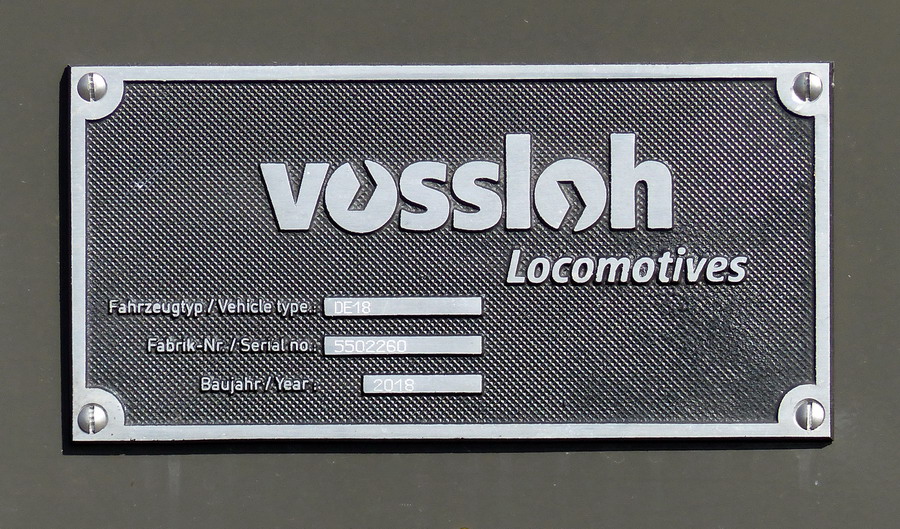 vossloh
Locomotives
Fahrzeugtyp / Vehicle type.: DE18
Fabrik-Nr. / Serial no.: 5502260
Baujahr / Year : 2018